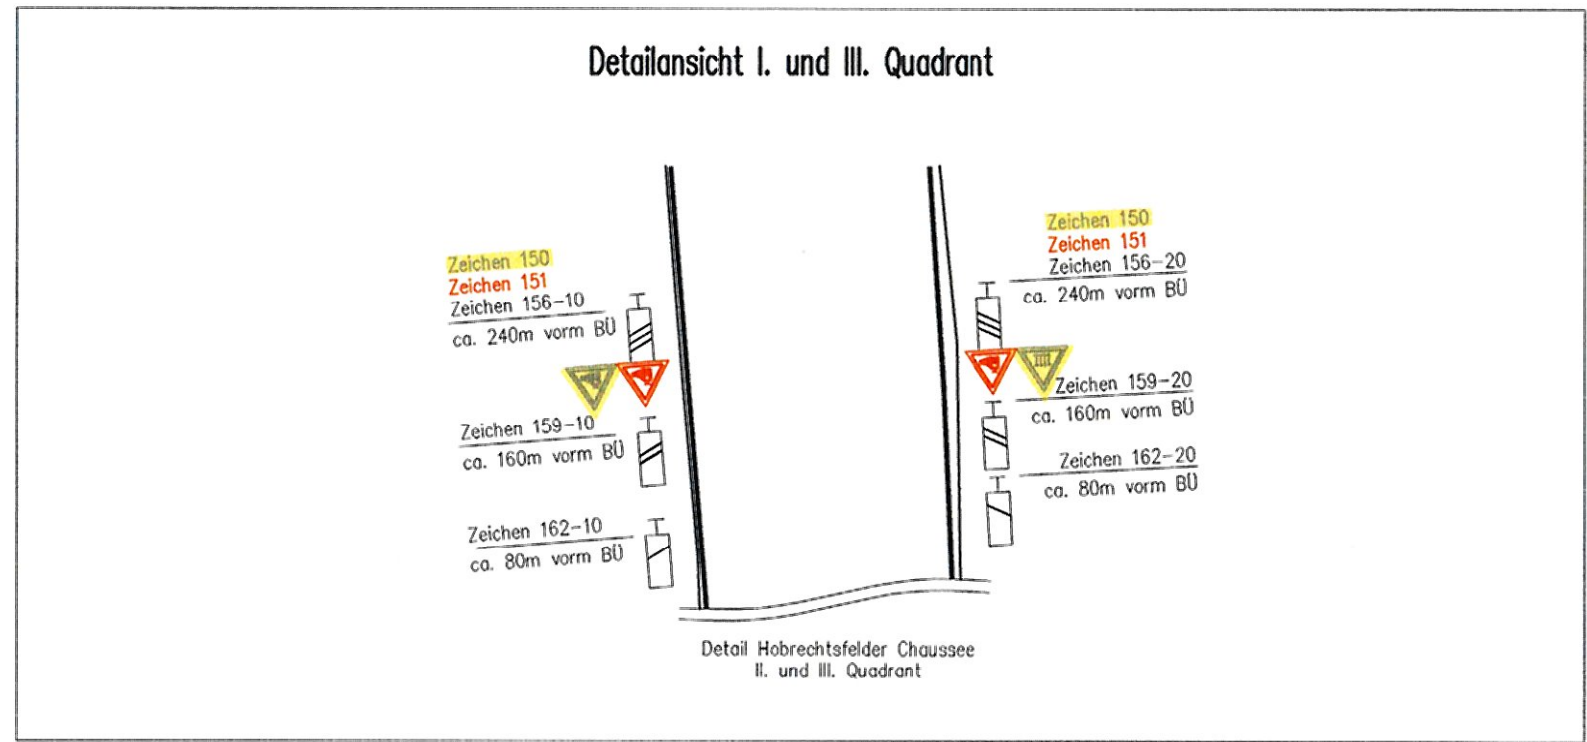 Detailansicht I. und III. Quadrant
Zeichen 150
Zeichen 151
Zeichen 156-10
ca. 240m vorm BÜ
Zeichen 159-10
ca. 160m vorm BÜ
Zeichen 162-10
ca. 80m vorm BÜ
Zeichen 150
Zeichen 151
Zeichen 156-20
ca. 240m vorm BÜ
Zeichen 159-20
ca. 160m vorm BÜ
Zeichen 162-20
ca. 80m vorm BÜ
Detail Hobrechtsfelder Chaussee
II. und III. Quadrant